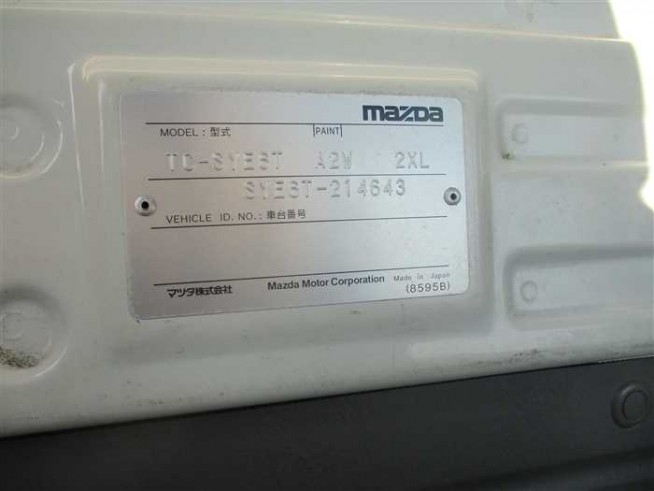 mazda
MODEL : 型式 PAINT
TC-SYE6T A2W 2XL
SYE6T-214643
VEHICLE ID. NO. : 車台番号
マツダ株式会社 Mazda Motor Corporation Made in Japan
(8595B)